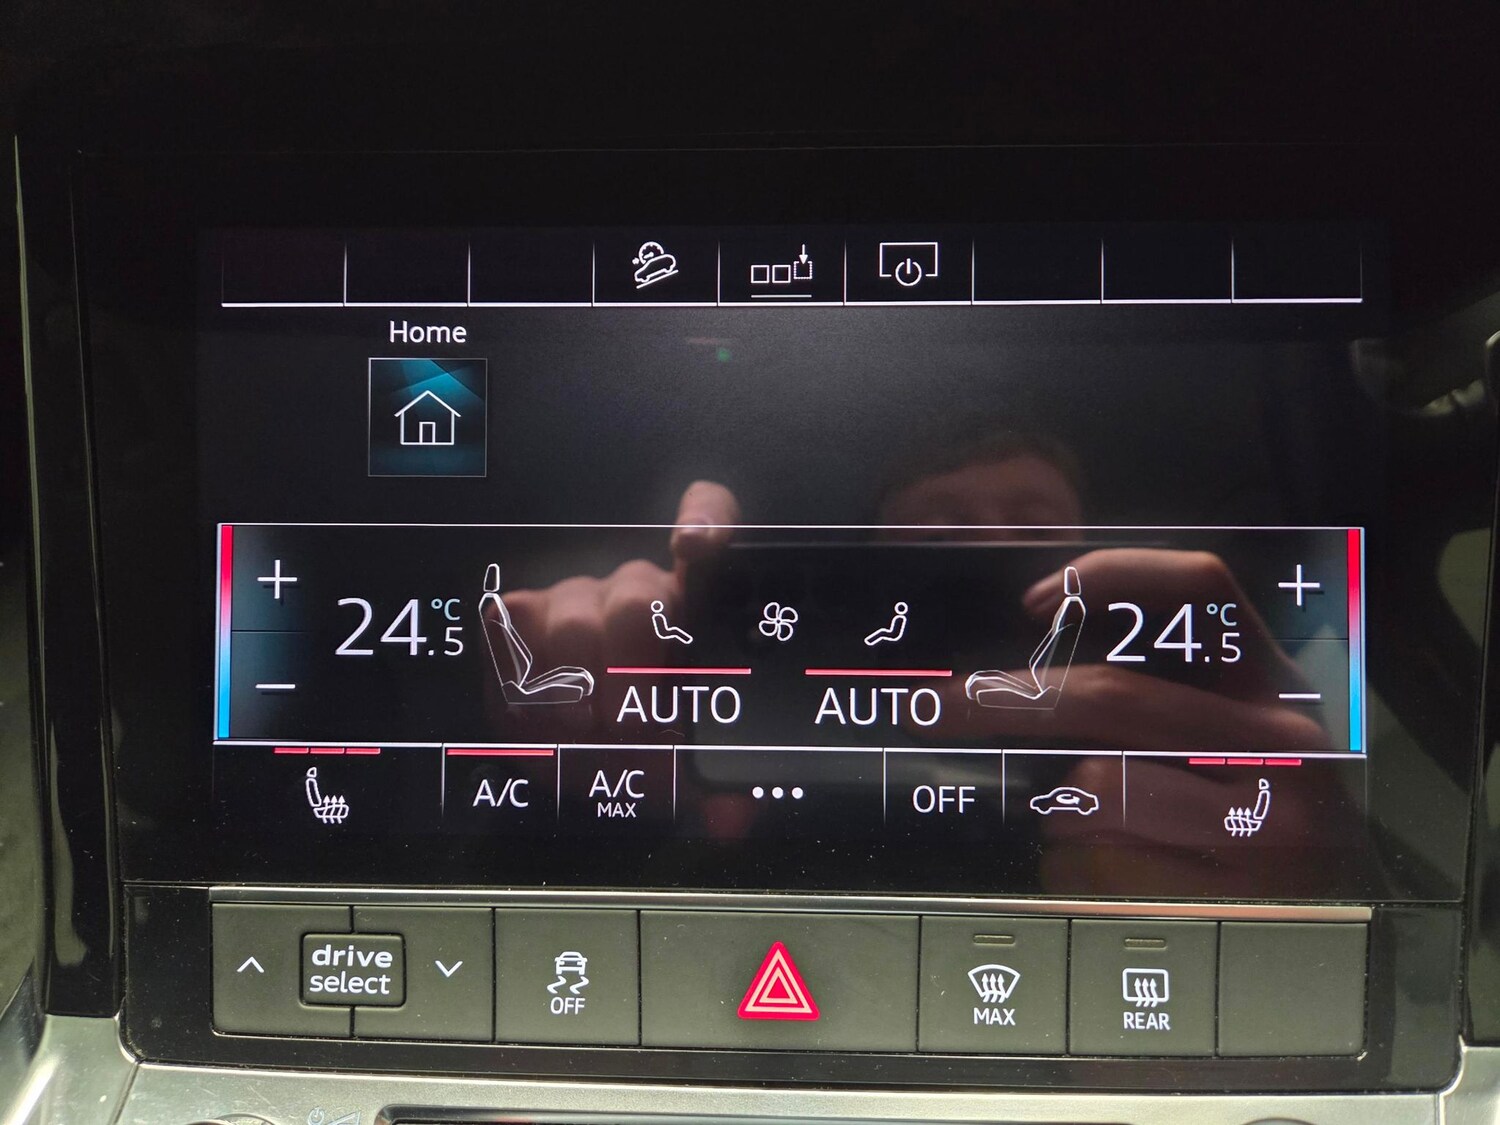 Home
24.5 °C
24.5 °C
AUTO
AUTO
A/C
A/C
MAX
OFF
drive
select
OFF
MAX
REAR